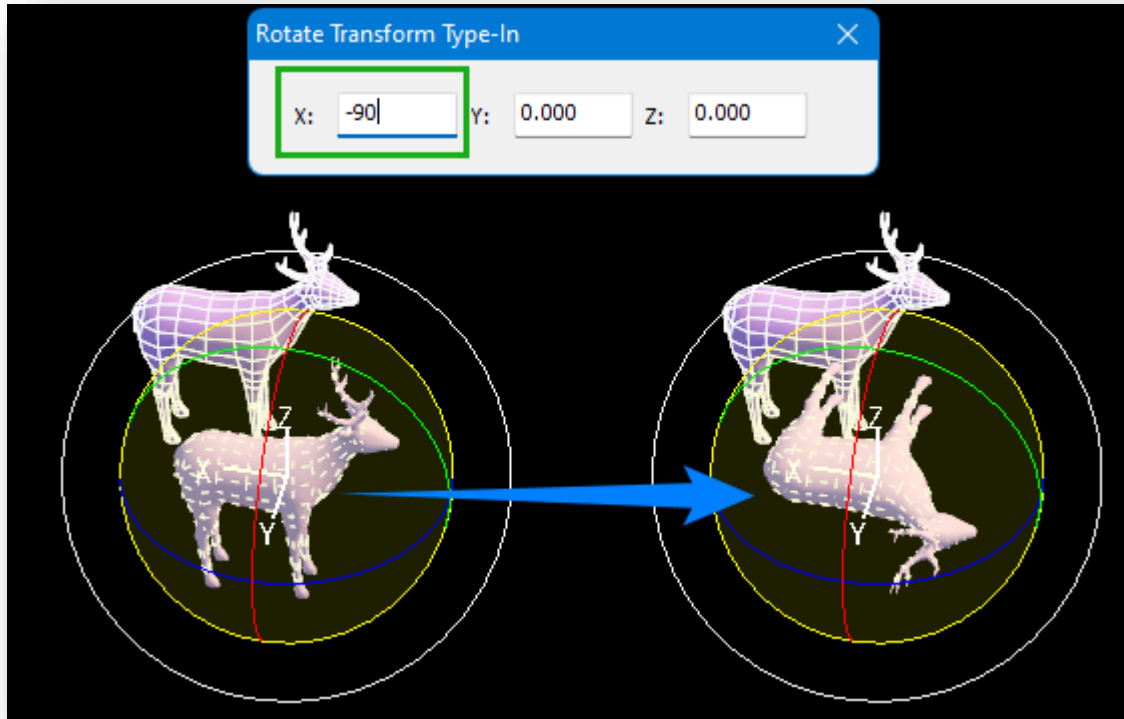 Rotate Transform Type-In
X: -90 Y: 0.000 Z: 0.000
Z Z
X X
Y Y